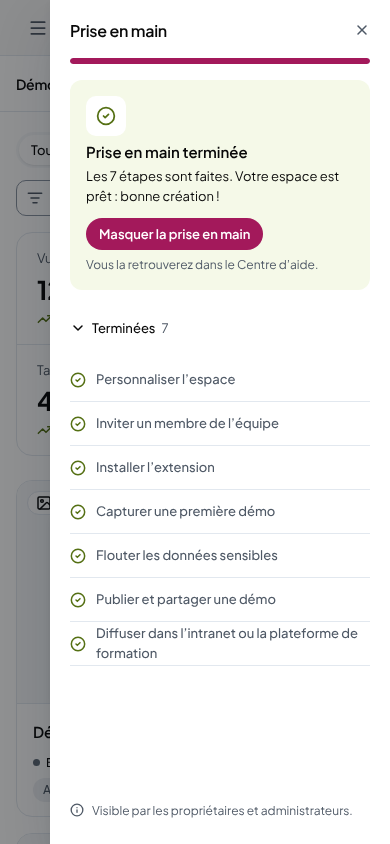 Prise en main
Prise en main terminée
Les 7 étapes sont faites. Votre espace est
prêt : bonne création !
Masquer la prise en main
Vous la retrouverez dans le Centre d'aide.
Terminées 7
Personnaliser l'espace
Inviter un membre de l'équipe
Installer l'extension
Capturer une première démo
Flouter les données sensibles
Publier et partager une démo
Diffuser dans l'intranet ou la plateforme de
formation
Visible par les propriétaires et administrateurs.